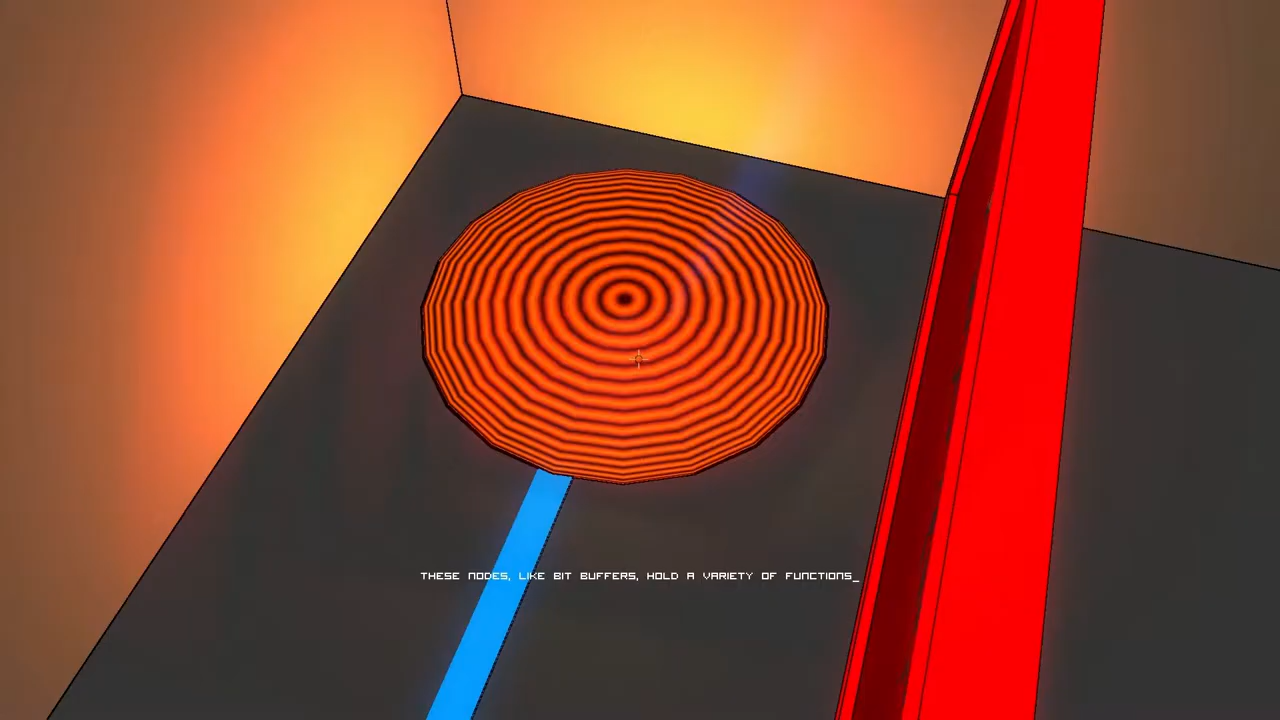 THESE NODES, LIKE BIT BUFFERS, HOLD A VARIETY OF FUNCTIONS_